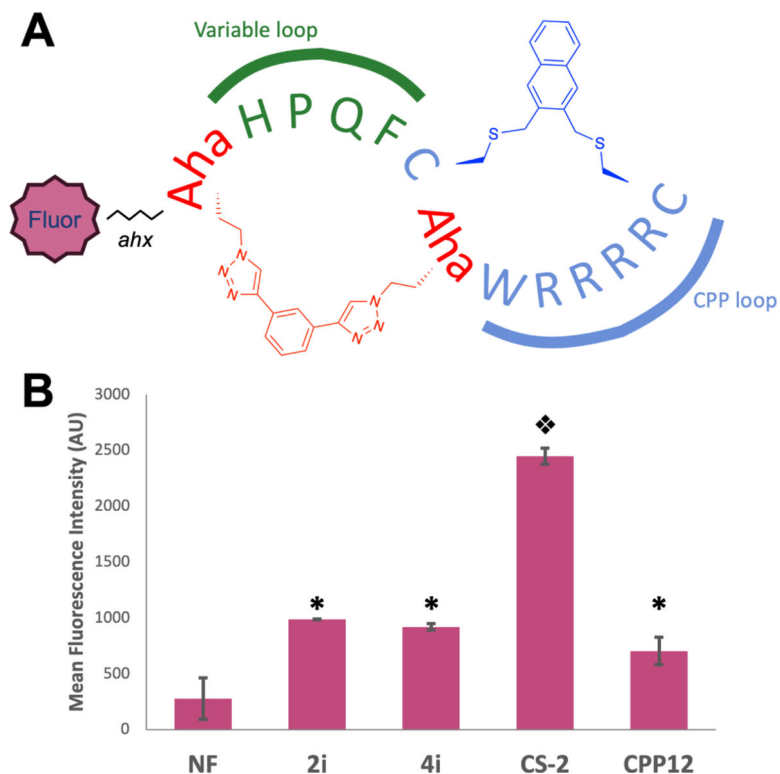 A
Variable loop
Aha H P Q F C
Fluor
ahx
S S
Aha W R R R R C
N N N N N N
CPP loop
B
Mean Fluorescence Intensity (AU)
3000
2500
2000
1500
1000
500
0
❖
* * *
NF 2i 4i CS-2 CPP12